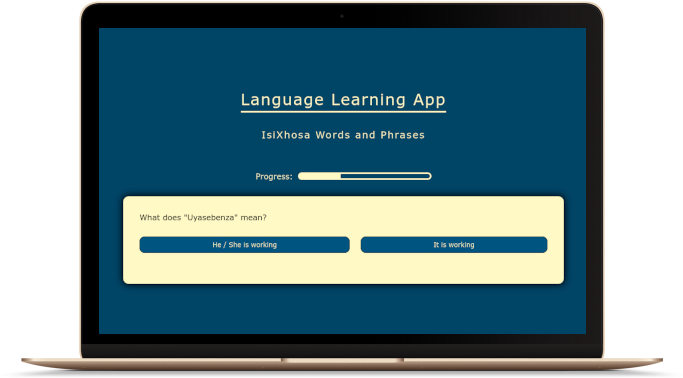 Language Learning App
IsiXhosa Words and Phrases
Progress:
What does "Uyasebenza" mean?
He / She is working
It is working